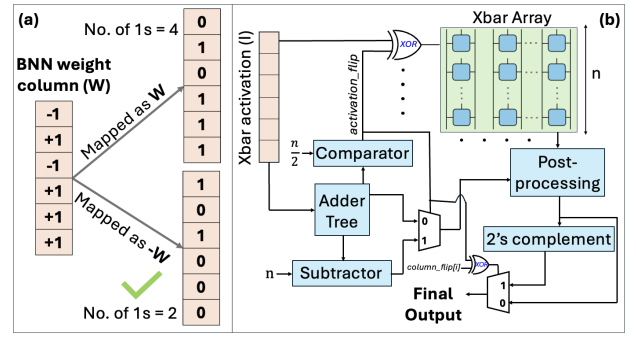 (a)
No. of 1s = 4
BNN weight
column (W)
-1
+1
-1
+1
+1
+1
Mapped as W
Mapped as -W
0
1
0
1
1
1
1
0
1
0
0
0
No. of 1s = 2
(b)
Xbar activation (I)
activation_flip
XOR
Xbar Array
n
n/2
Comparator
Adder
Tree
n
Subtractor
0
1
Post-
processing
2's complement
column_flip[i]
XOR
1
0
Final
Output